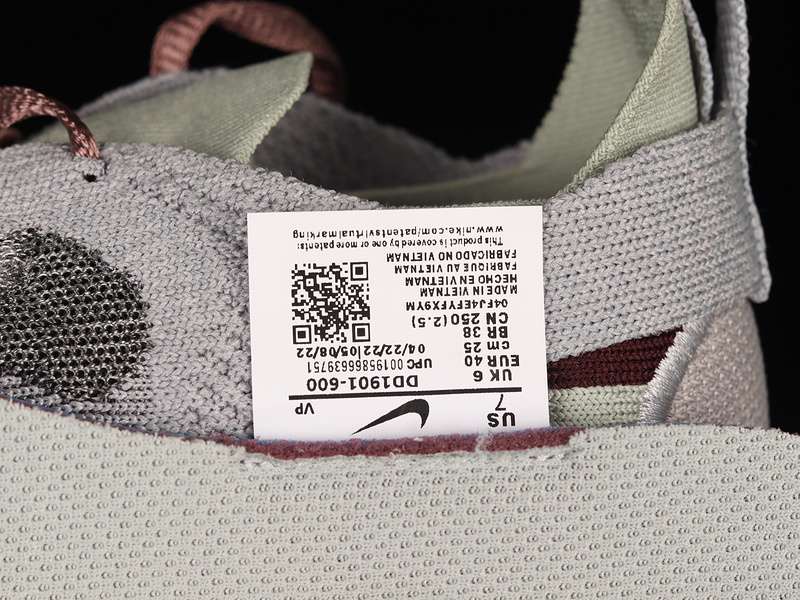 US
7
VP
UK 6
DD1901-600
EUR 40
UPC 00195866639751
cm 25
04/22/22|05/08/22
BR 38
CN 250(2.5)
04FJ4EFFX9YM
MADE IN VIETNAM
HECHO EN VIETNAM
FABRIQUE AU VIETNAM
FABRICADO NO VIETNAM
This product is covered by one or more patents:
www.nike.com/patentsvirtualmarking